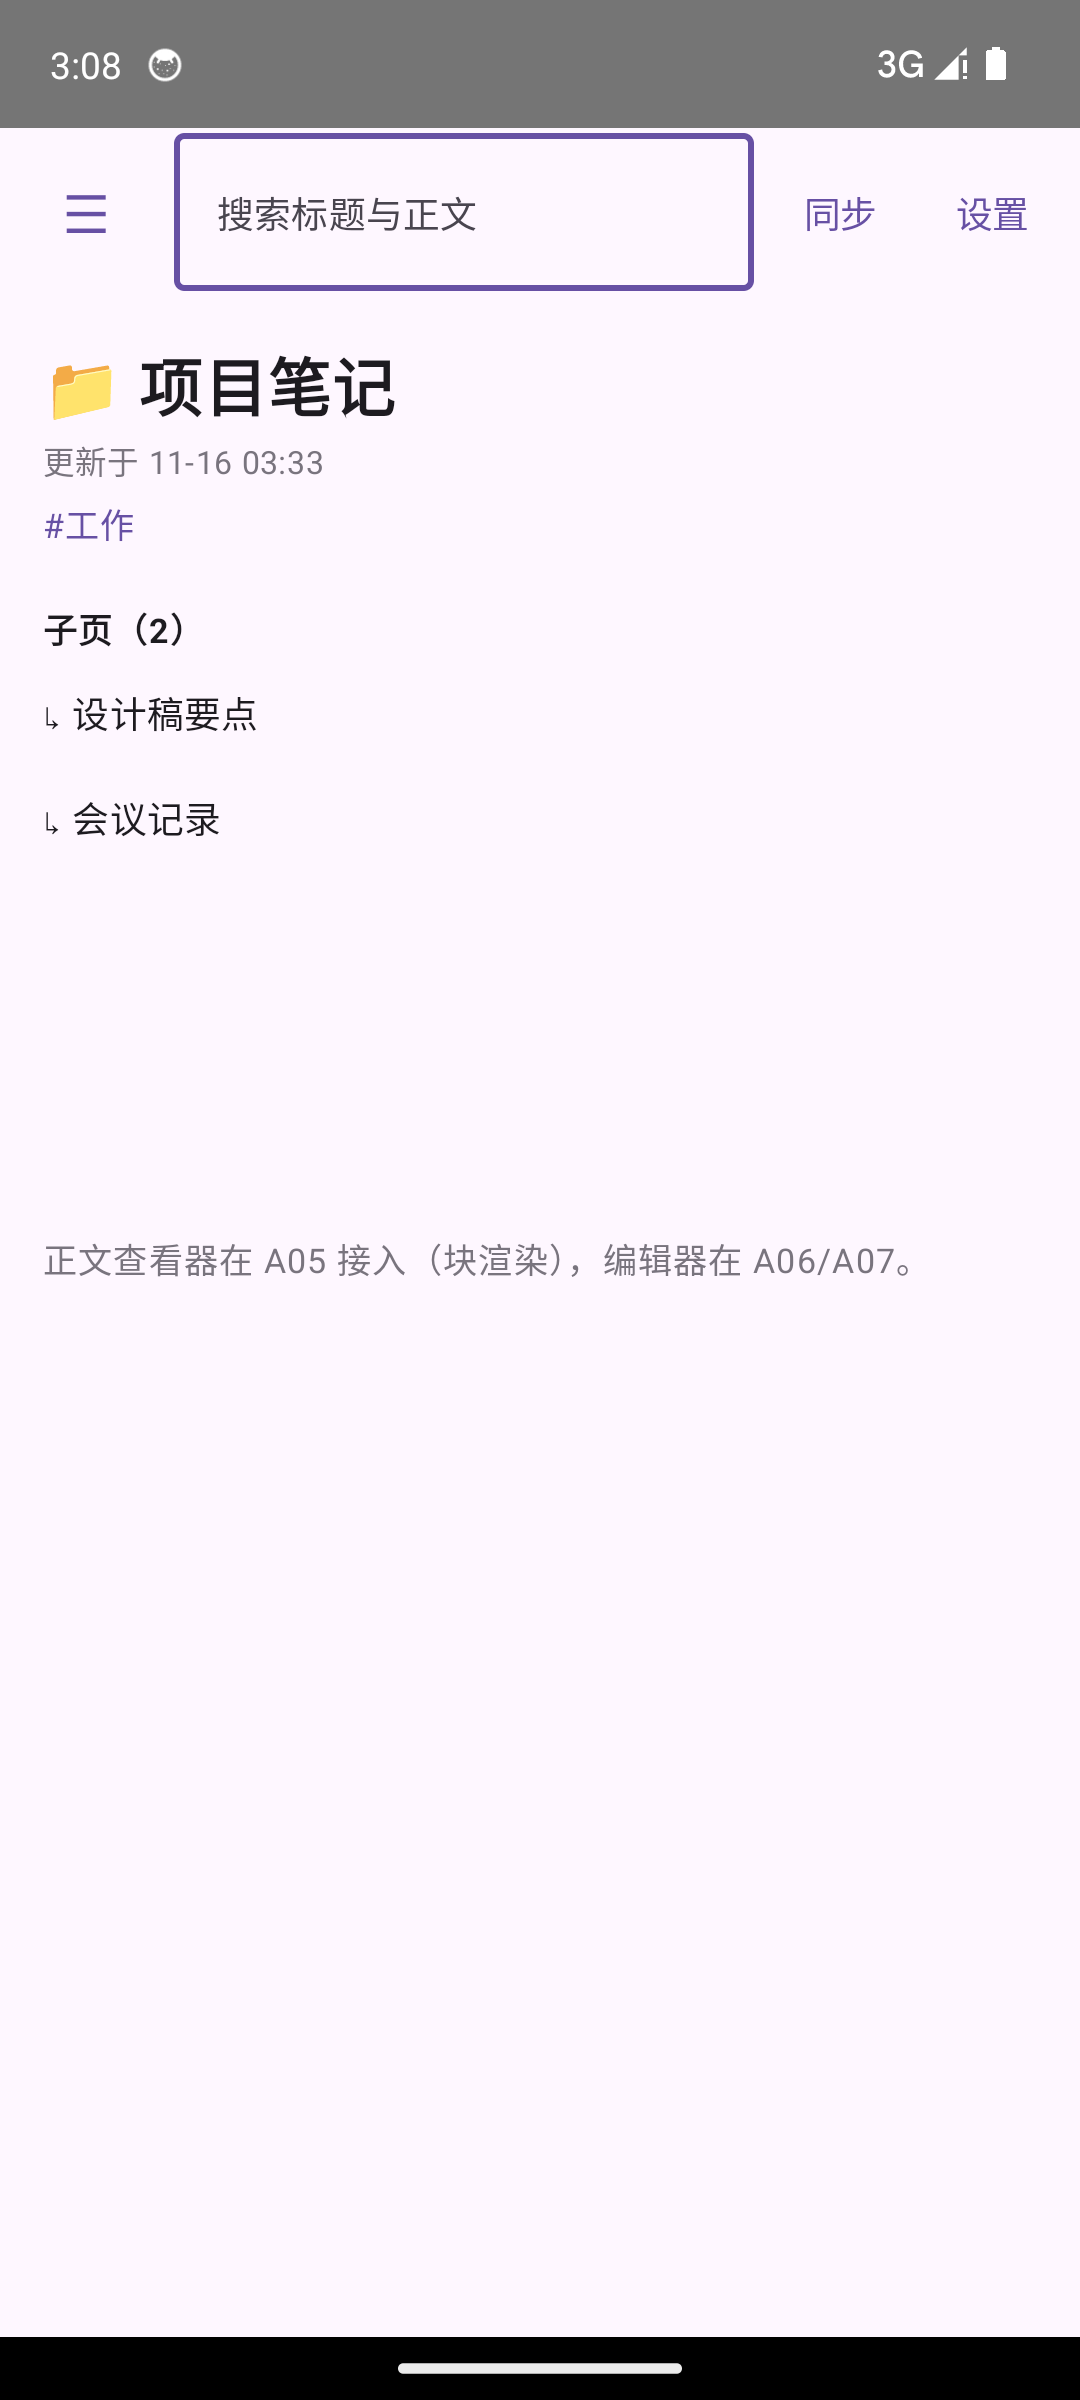 3:08
3G
☰
搜索标题与正文
同步
设置
📁 项目笔记
更新于 11-16 03:33
#工作
子页（2）
↳ 设计稿要点
↳ 会议记录
正文查看器在 A05 接入（块渲染），编辑器在 A06/A07。